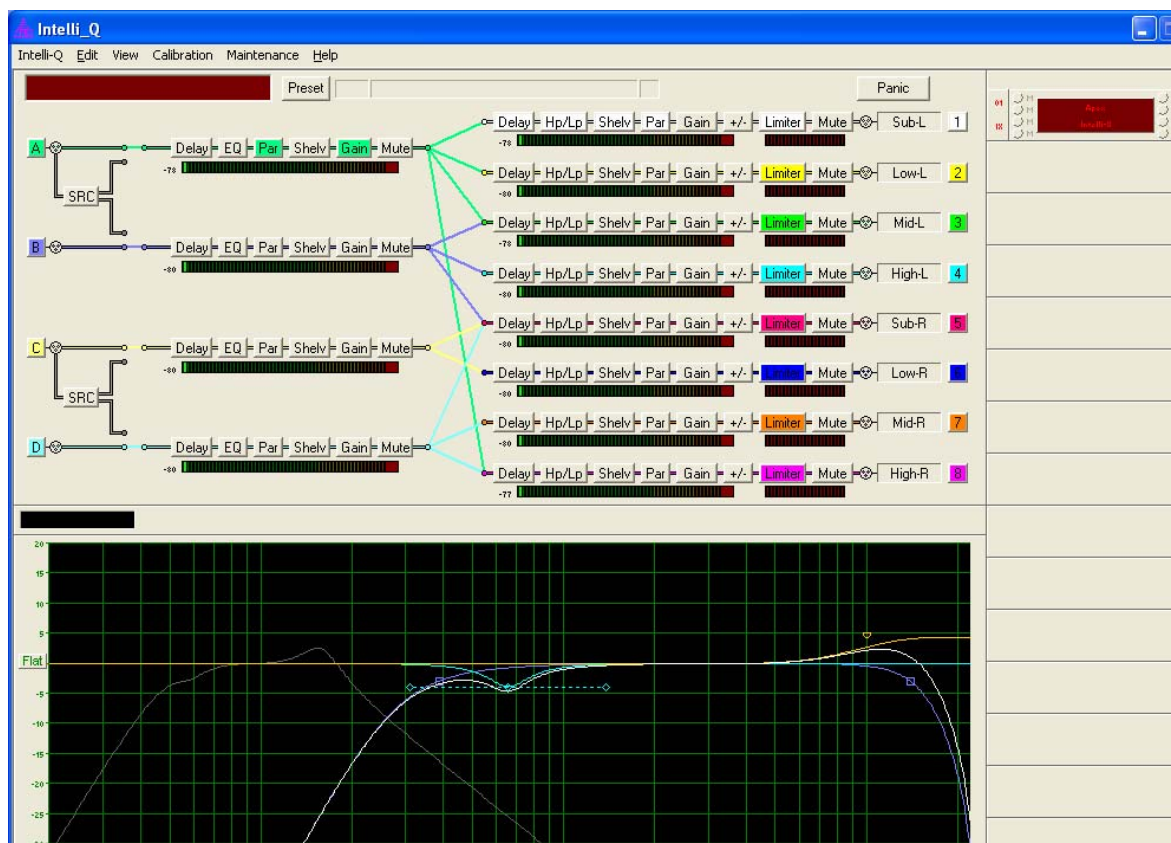 Intelli_Q
Intelli-Q Edit View Calibration Maintenance Help
Preset Panic
Delay Hp/Lp Shelv Par Gain +/- Limiter Mute Sub-L 1
-78
A Delay EQ Par Shelv Gain Mute
-78
Delay Hp/Lp Shelv Par Gain +/- Limiter Mute Low-L 2
-80
SRC
Delay Hp/Lp Shelv Par Gain +/- Limiter Mute Mid-L 3
-78
B Delay EQ Par Shelv Gain Mute
-80
Delay Hp/Lp Shelv Par Gain +/- Limiter Mute High-L 4
-80
Delay Hp/Lp Shelv Par Gain +/- Limiter Mute Sub-R 5
-80
C Delay EQ Par Shelv Gain Mute
-80
Delay Hp/Lp Shelv Par Gain +/- Limiter Mute Low-R 6
-80
SRC
Delay Hp/Lp Shelv Par Gain +/- Limiter Mute Mid-R 7
-80
D Delay EQ Par Shelv Gain Mute
-80
Delay Hp/Lp Shelv Par Gain +/- Limiter Mute High-R 8
-77
01 M
Apex
M
IX Intelli-X M
M
20
15
10
5
Flat
-5
-10
-15
-20
-25